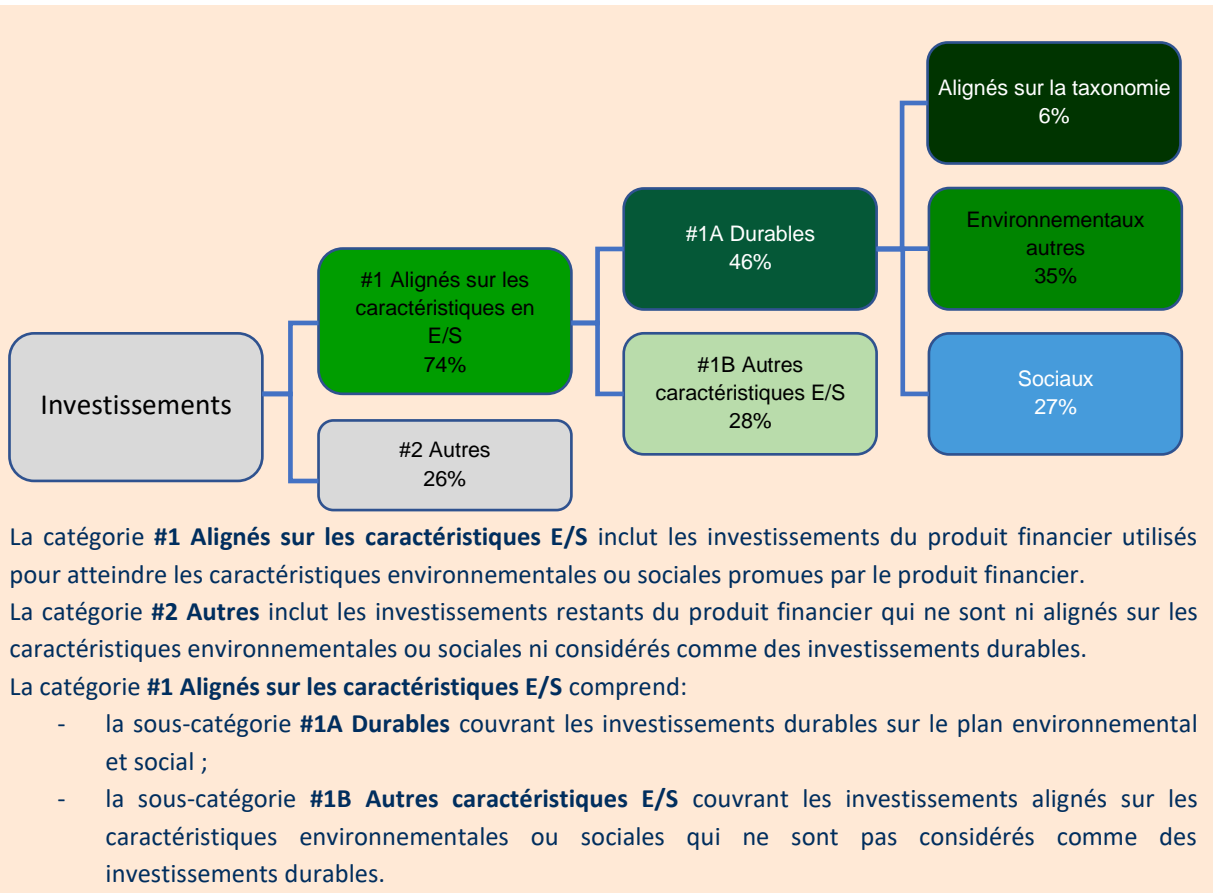 Alignés sur la taxonomie
6%
#1A Durables
46%
Environnementaux
autres
35%
#1 Alignés sur les
caractéristiques en
E/S
74%
Investissements
#1B Autres
caractéristiques E/S
28%
Sociaux
27%
#2 Autres
26%
La catégorie #1 Alignés sur les caractéristiques E/S inclut les investissements du produit financier utilisés
pour atteindre les caractéristiques environnementales ou sociales promues par le produit financier.
La catégorie #2 Autres inclut les investissements restants du produit financier qui ne sont ni alignés sur les
caractéristiques environnementales ou sociales ni considérés comme des investissements durables.
La catégorie #1 Alignés sur les caractéristiques E/S comprend:
- la sous-catégorie #1A Durables couvrant les investissements durables sur le plan environnemental
et social ;
- la sous-catégorie #1B Autres caractéristiques E/S couvrant les investissements alignés sur les
caractéristiques environnementales ou sociales qui ne sont pas considérés comme des
investissements durables.